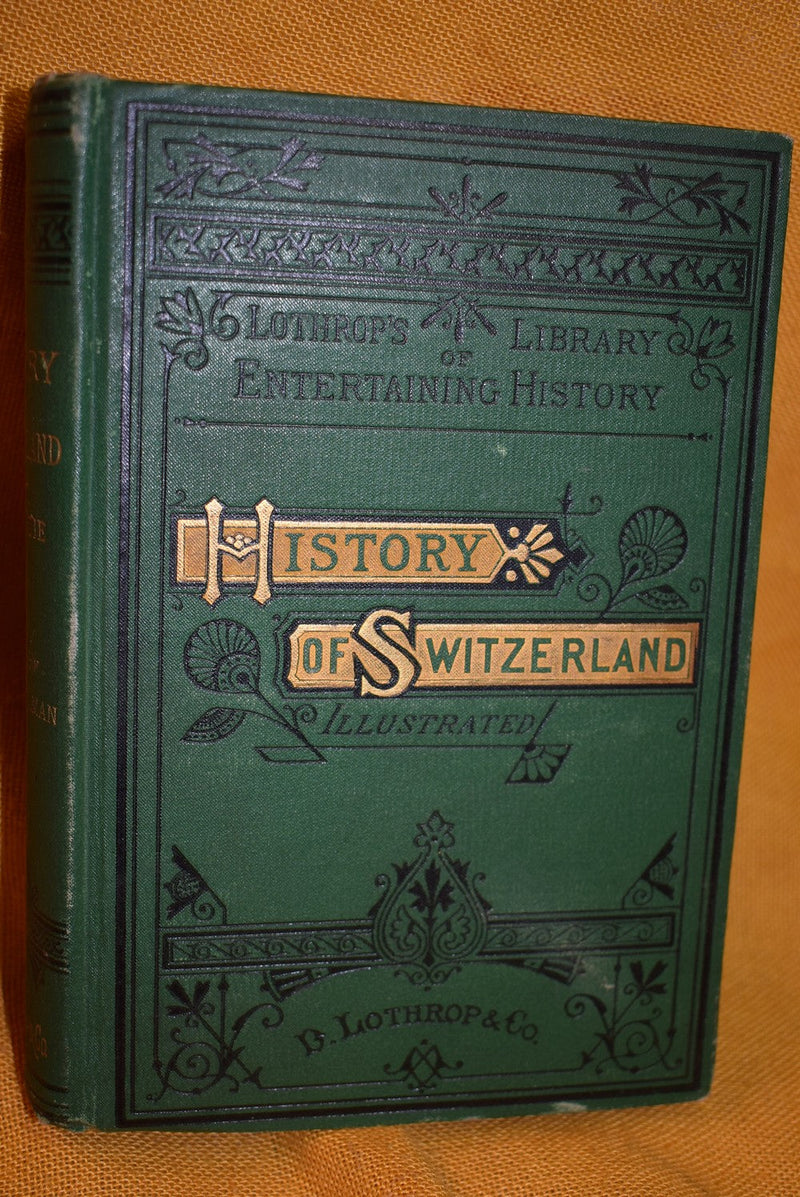 LOTHROP'S LIBRARY
OF
ENTERTAINING HISTORY
HISTORY
OF SWITZERLAND
ILLUSTRATED
D. LOTHROP & CO.